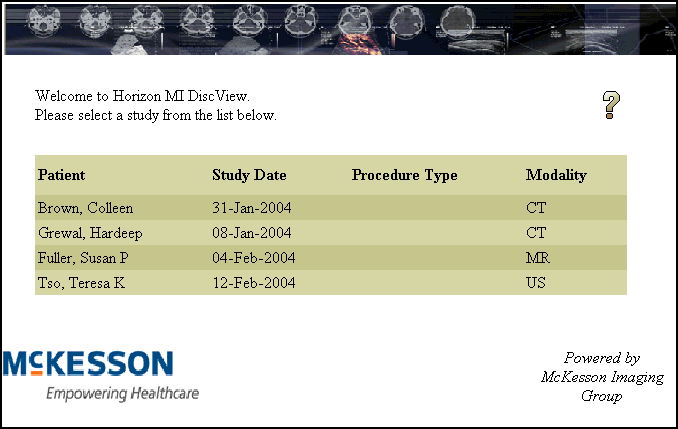 Welcome to Horizon MI DiscView.
Please select a study from the list below.
?
Patient Study Date Procedure Type Modality
Brown, Colleen 31-Jan-2004 CT
Grewal, Hardeep 08-Jan-2004 CT
Fuller, Susan P 04-Feb-2004 MR
Tso, Teresa K 12-Feb-2004 US
McKESSON
Empowering Healthcare
Powered by
McKesson Imaging
Group